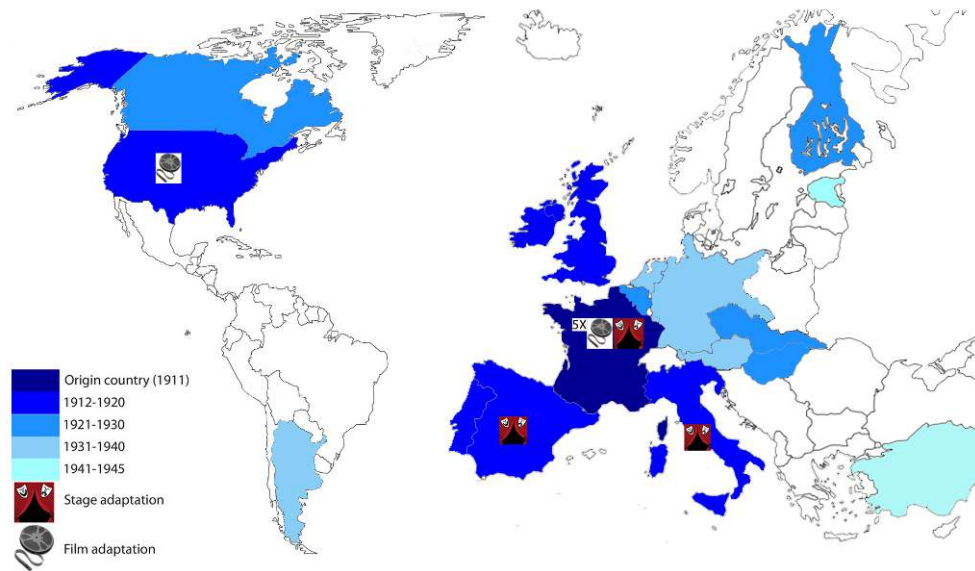 5X
Origin country (1911)
1912-1920
1921-1930
1931-1940
1941-1945
Stage adaptation
Film adaptation